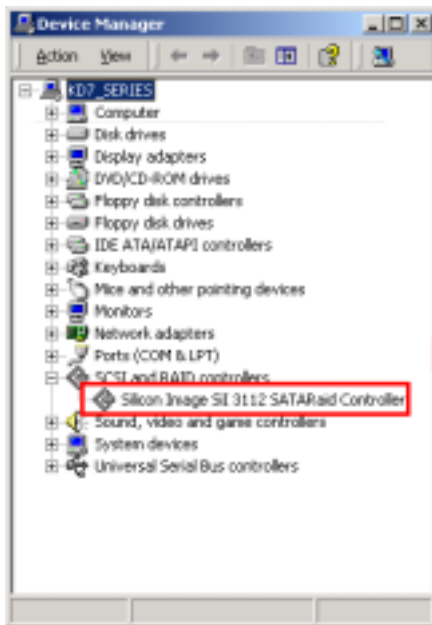 Device Manager
Action View
KD7_SERIES
Computer
Disk drives
Display adapters
DVD/CD-ROM drives
Floppy disk controllers
Floppy disk drives
IDE ATA/ATAPI controllers
Keyboards
Mice and other pointing devices
Monitors
Network adapters
Ports (COM & LPT)
SCSI and RAID controllers
Silicon Image SiI 3112 SATARaid Controller
Sound, video and game controllers
System devices
Universal Serial Bus controllers